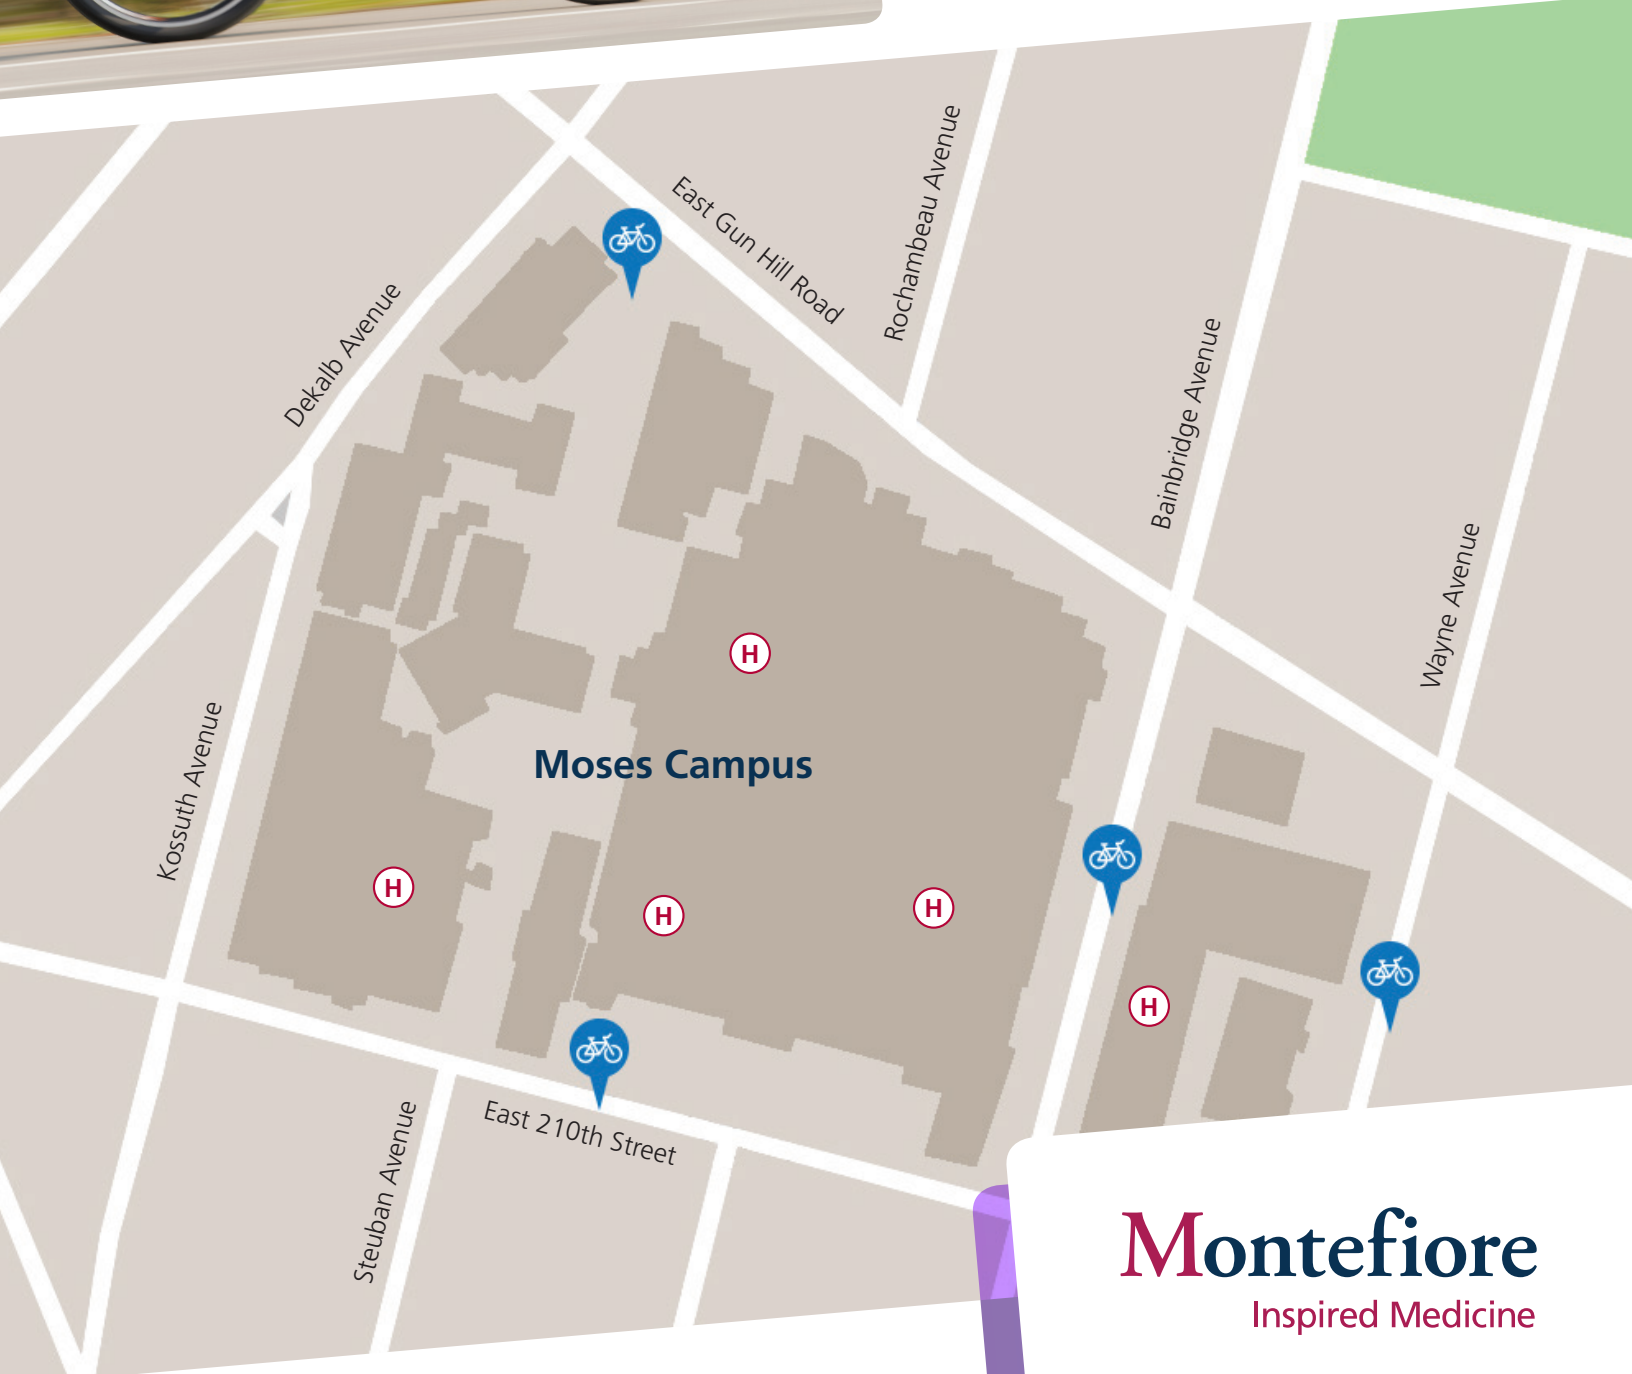 East Gun Hill Road
Rochambeau Avenue
Dekalb Avenue
Bainbridge Avenue
Wayne Avenue
H
Kossuth Avenue
Moses Campus
H
H
H
H
East 210th Street
Steuban Avenue
Montefiore
Inspired Medicine